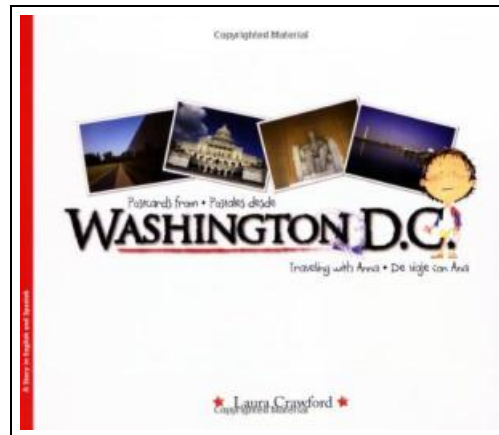 Copyrighted Material
Postcards from • Postales desde
WASHINGTON D.C.
Traveling with Anna • De viaje con Ana
A Story in English and Spanish
Laura Crawford
Copyrighted Material